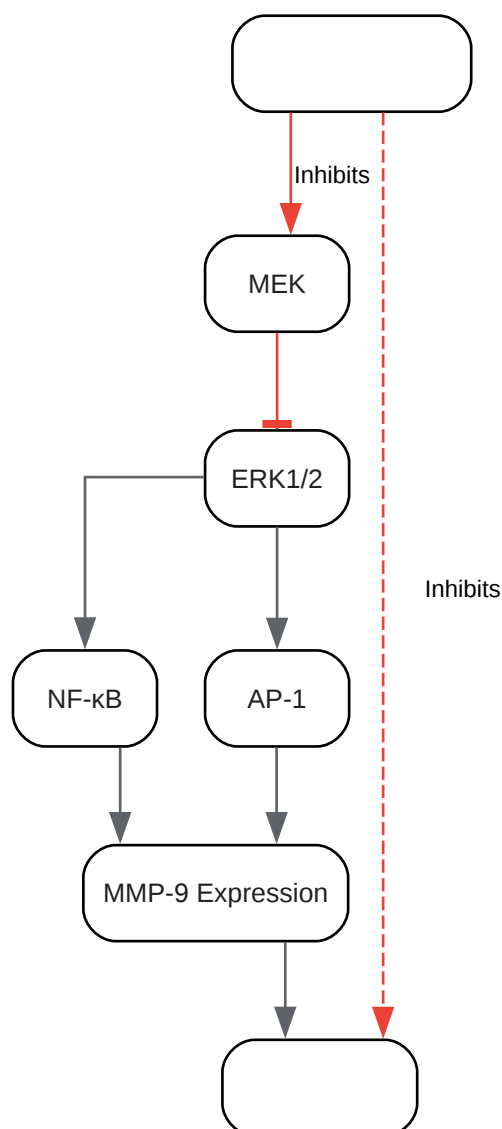 Inhibits
MEK
ERK1/2
Inhibits
NF-κB
AP-1
MMP-9 Expression